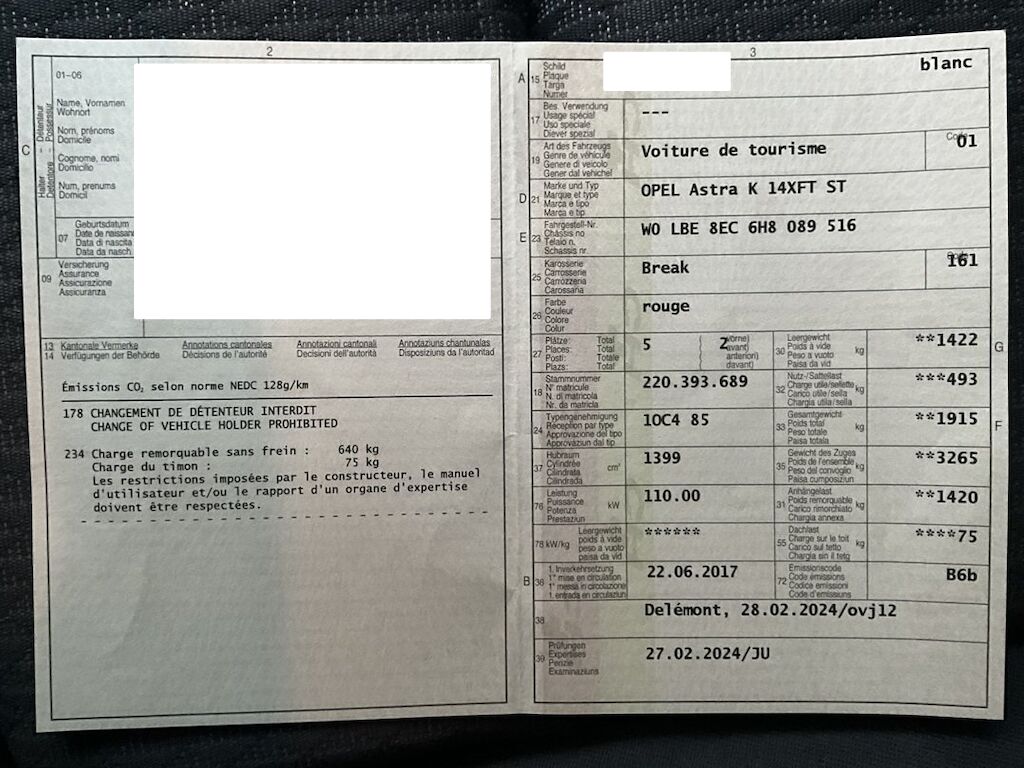 2
01-06
C
Halter Détenteur
Detentore Possessur
Name, Vornamen
Wohnort
Nom, prénoms
Domicile
Cognome, nomi
Domicilio
Num, prenums
Domicil
07
Geburtsdatum
Date de naissan
Data di nascita
Data da nasch
09
Versicherung
Assurance
Assicurazione
Assicuranza
13 Kantonale Vermerke Annotations cantonales Annotazioni cantonali Annotaziuns chantunalas
14 Verfügungen der Behörde Décisions de l'autorité Decisioni dell'autorità Disposiziuns da l'autoritad
Émissions CO₂ selon norme NEDC 128g/km
178 CHANGEMENT DE DÉTENTEUR INTERDIT
CHANGE OF VEHICLE HOLDER PROHIBITED
234 Charge remorquable sans frein : 640 kg
Charge du timon : 75 kg
Les restrictions imposées par le constructeur, le manuel
d'utilisateur et/ou le rapport d'un organe d'expertise
doivent être respectées.
3
A 15
Schild
Plaque
Targa
Numer
blanc
17
Bes. Verwendung
Usage spécial
Uso speciale
Diever spezial
---
19
Art des Fahrzeugs
Genre de véhicule
Genere di veicolo
Gener dal vehichel
Voiture de tourisme
Code
01
D 21
Marke und Typ
Marque et type
Marca e tipo
Marca e tip
OPEL Astra K 14XFT ST
E 23
Fahrgestell-Nr.
Châssis no
Telaio n.
Schassis nr.
WO LBE 8EC 6H8 089 516
25
Karosserie
Carrosserie
Carrozzeria
Carossaria
Break
Code
161
26
Farbe
Couleur
Colore
Colur
rouge
27
Plätze: Total
Places: Total
Posti: Totale
Plazs: Total
5
( vorne)
( avant)
( anteriori)
( davant)
2
30
Leergewicht
Poids à vide
Peso a vuoto
Paisa da vid
kg
**1422
G
18
Stammnummer
N° matricule
N. di matricola
Nr. da matricla
220.393.689
32
Nutz-/Sattellast
Charge utile/sellette
Carico utile/sella
Chargia utila/sella
kg
***493
24
Typengenehmigung
Réception par type
Approvazione del tipo
Approvaziun dal tip
1OC4 85
33
Gesamtgewicht
Poids total
Peso totale
Paisa totala
kg
**1915
F
37
Hubraum
Cylindrée
Cilindrata
Cilindrada
cm³
1399
35
Gewicht des Zuges
Poids de l'ensemble
Peso del convoglio
Paisa cumposiziun
kg
**3265
76
Leistung
Puissance
Potenza
Prestaziun
kW
110.00
31
Anhängelast
Poids remorquable
Carico rimorchiato
Chargia annexa
kg
**1420
78 kW/kg
Leergewicht
poids à vide
peso a vuoto
paisa da vid
******
55
Dachlast
Charge sur le toit
Carico sul tetto
Chargia sin il tetg
kg
****75
B 36
1. Inverkehrsetzung
1re mise en circulation
1a messa in circolazione
1. entrada en circulaziun
22.06.2017
72
Emissionscode
Code émissions
Codice emissioni
Code d'emissiuns
B6b
38
Delémont, 28.02.2024/ovj12
39
Prüfungen
Expertises
Perizie
Examinaziuns
27.02.2024/JU